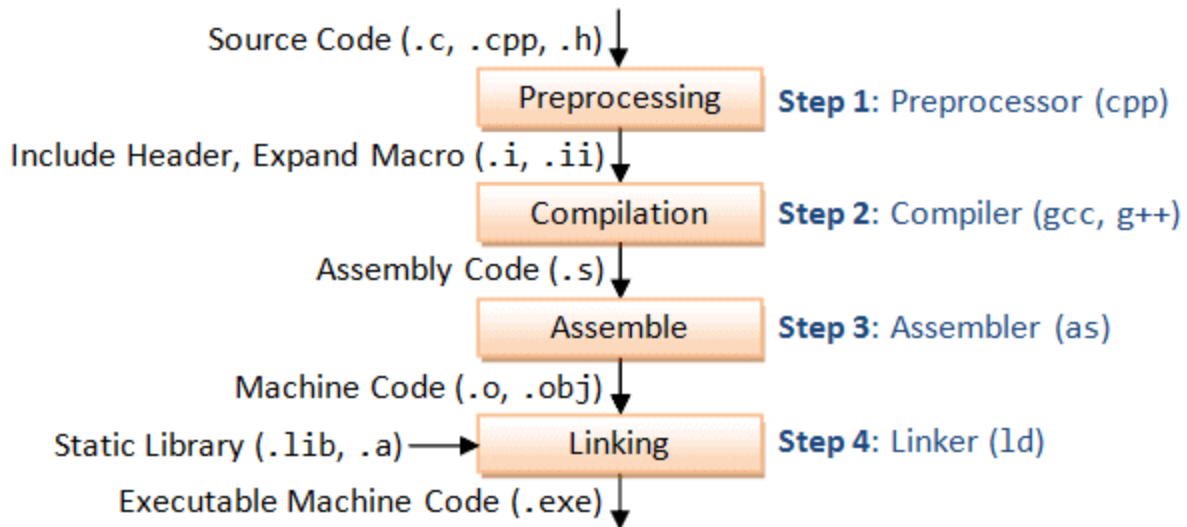 Source Code (.c, .cpp, .h)
Preprocessing
Step 1: Preprocessor (cpp)
Include Header, Expand Macro (.i, .ii)
Compilation
Step 2: Compiler (gcc, g++)
Assembly Code (.s)
Assemble
Step 3: Assembler (as)
Machine Code (.o, .obj)
Static Library (.lib, .a)
Linking
Step 4: Linker (ld)
Executable Machine Code (.exe)